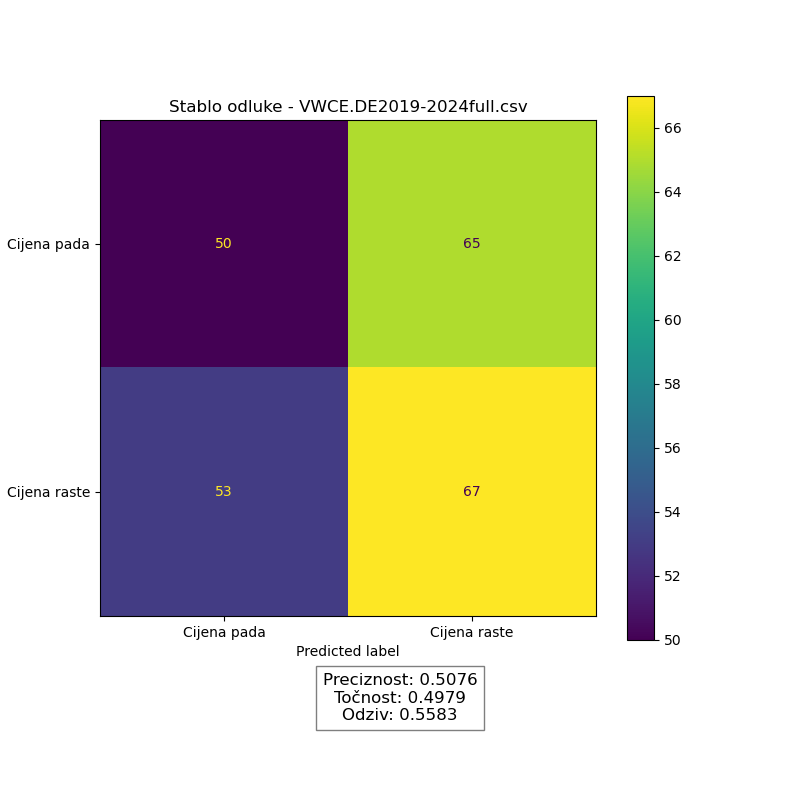 Stablo odluke - VWCE.DE2019-2024full.csv
Cijena pada
50
65
Cijena raste
53
67
Cijena pada
Cijena raste
Predicted label
66
64
62
60
58
56
54
52
50
Preciznost: 0.5076
Točnost: 0.4979
Odziv: 0.5583